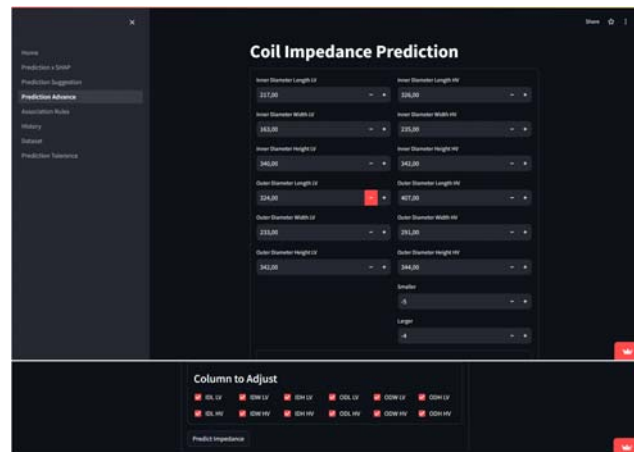 Share
Home
Prediction x SHAP
Prediction Suggestion
Prediction Advance
Association Rules
History
Dataset
Prediction Tolerance
Coil Impedance Prediction
Inner Diameter Length LV
Inner Diameter Length HV
217,00
326,00
Inner Diameter Width LV
Inner Diameter Width HV
163,00
235,00
Inner Diameter Height LV
Inner Diameter Height HV
340,00
342,00
Outer Diameter Length LV
Outer Diameter Length HV
324,00
407,00
Outer Diameter Width LV
Outer Diameter Width HV
233,00
291,00
Outer Diameter Height LV
Outer Diameter Height HV
342,00
344,00
Smaller
-5
Larger
-4
Column to Adjust
IDL LV IDW LV IDH LV ODL LV ODW LV ODH LV
IDL HV IDW HV IDH HV ODL HV ODW HV ODH HV
Predict Impedance